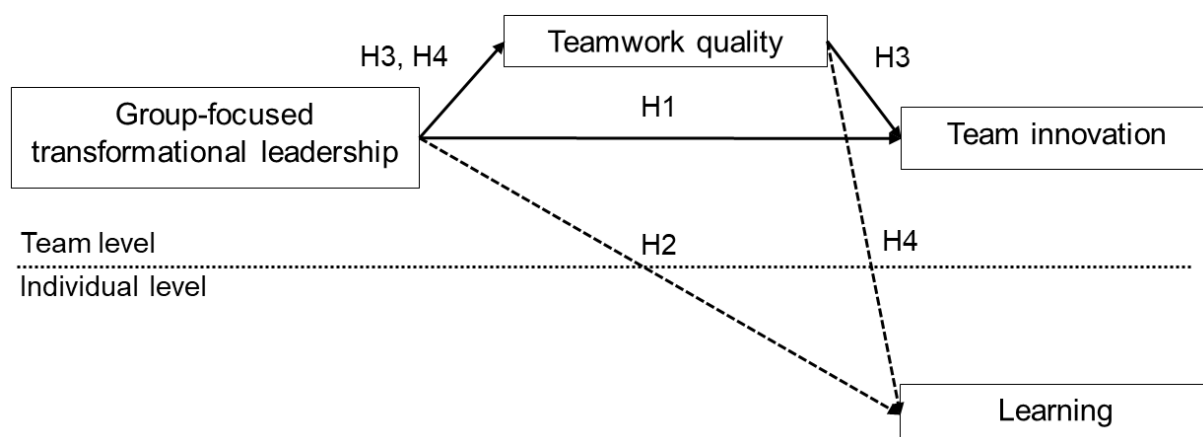 Teamwork quality
H3, H4
H3
Group-focused
transformational leadership
H1
Team innovation
Team level
H2
H4
Individual level
Learning